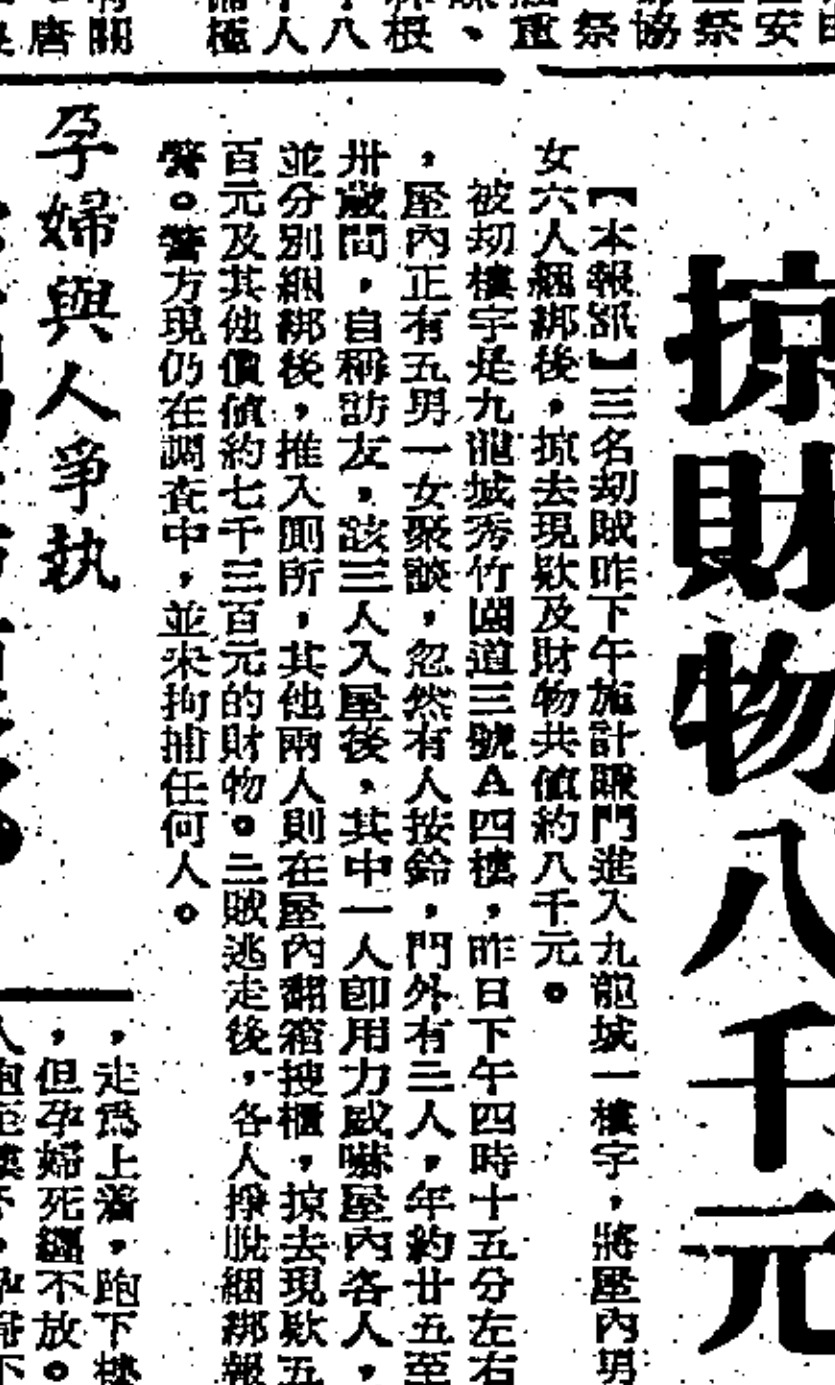 掠財物八千元
【本報訊】三名刧賊昨下午施計賺門進入九龍城一樓宇，將屋內男
女六人綑綁後，掠去現欵及財物共値約八千元。
被刧樓宇是九龍城秀竹園道三號A四樓，昨日下午四時十五分左右
，屋內正有五男一女聚談，忽然有人按鈴，門外有三人，年約廿五至
卅歲間，自稱訪友，該三人入屋後，其中一人卽用力威嚇屋內各人，
並分別綑綁後，推入厠所，其他兩人則在屋內翻箱搜櫃，掠去現欵五
百元及其他價値約七千三百元的財物。三賊逃走後，各人掙脫綑綁報
警。警方現仍在調查中，並未拘捕任何人。
孕婦與人爭執
，走爲上着，跑下樓
，但孕婦死纏不放。